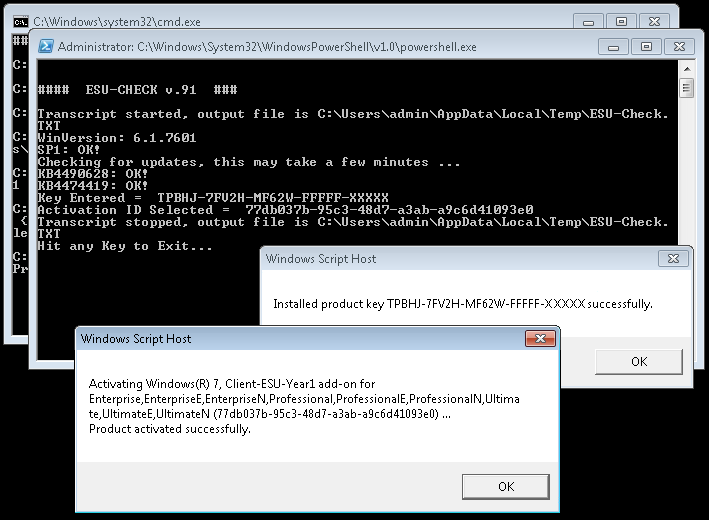 C:\Windows\system32\cmd.exe
Administrator: C:\Windows\System32\WindowsPowerShell\v1.0\powershell.exe
#### ESU-CHECK v.91 ###
Transcript started, output file is C:\Users\admin\AppData\Local\Temp\ESU-Check.
TXT
WinVersion: 6.1.7601
SP1: OK!
Checking for updates, this may take a few minutes ...
KB4490628: OK!
KB4474419: OK!
Key Entered = TPBHJ-7FV2H-MF62W-FFFFF-XXXXX
Activation ID Selected = 77db037b-95c3-48d7-a3ab-a9c6d41093e0
Transcript stopped, output file is C:\Users\admin\AppData\Local\Temp\ESU-Check.
TXT
Hit any Key to Exit...
Windows Script Host
Installed product key TPBHJ-7FV2H-MF62W-FFFFF-XXXXX successfully.
OK
Windows Script Host
Activating Windows(R) 7, Client-ESU-Year1 add-on for
Enterprise,EnterpriseE,EnterpriseN,Professional,ProfessionalE,ProfessionalN,Ultima
te,UltimateE,UltimateN (77db037b-95c3-48d7-a3ab-a9c6d41093e0) ...
Product activated successfully.
OK